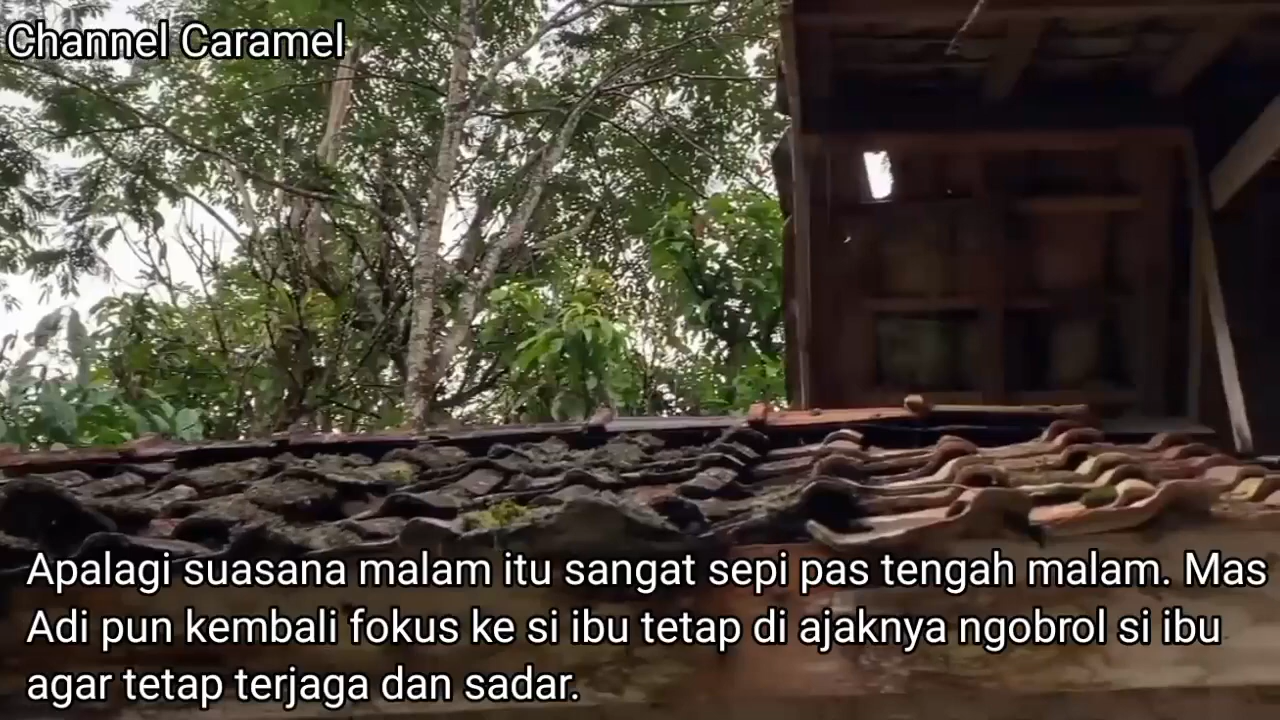 Channel Caramel
Apalagi suasana malam itu sangat sepi pas tengah malam. Mas
Adi pun kembali fokus ke si ibu tetap di ajaknya ngobrol si ibu
agar tetap terjaga dan sadar.